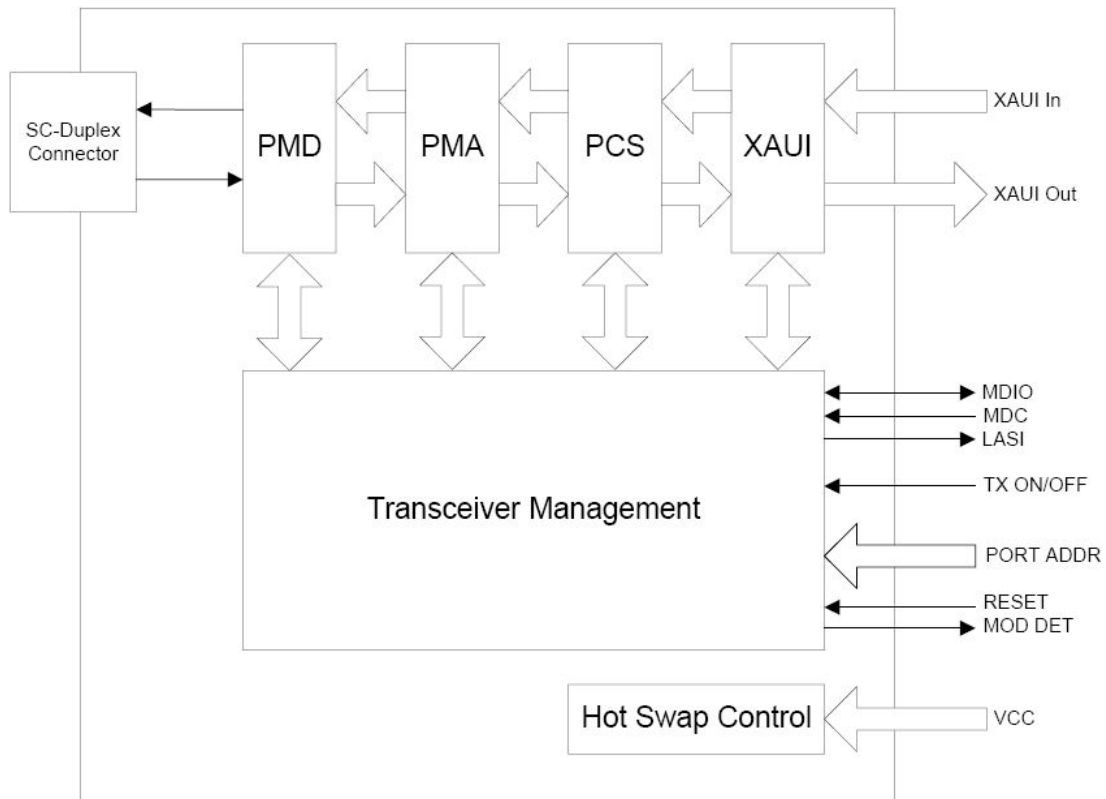 SC-Duplex
Connector
PMD
PMA
PCS
XAUI
XAUI In
XAUI Out
Transceiver Management
MDIO
MDC
LASI
TX ON/OFF
PORT ADDR
RESET
MOD DET
Hot Swap Control
VCC